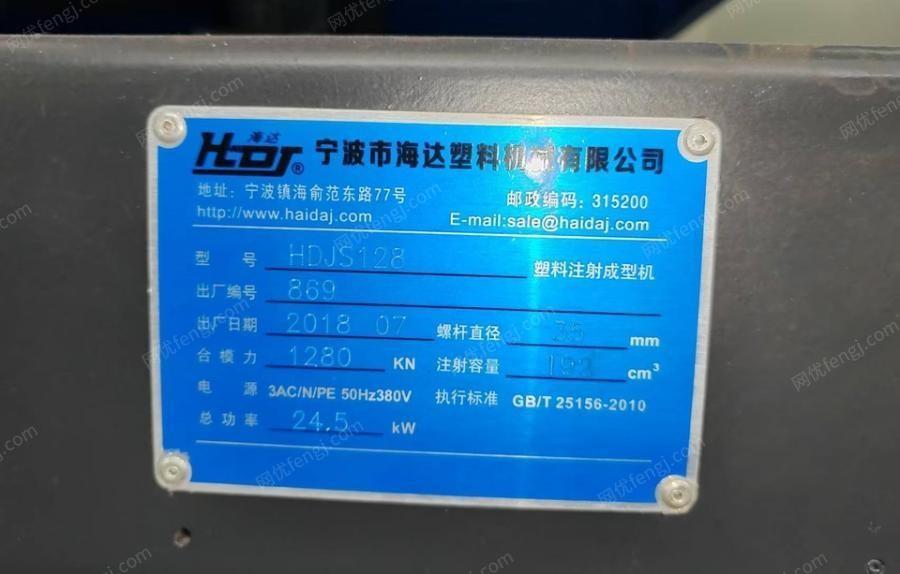 海达
HDJ® 宁波市海达塑料机械有限公司
地址：宁波镇海俞范东路77号 邮政编码：315200
http://www.haidaj.com E-mail:sale@haidaj.com
型号 HDJS128 塑料注射成型机
出厂编号 869
出厂日期 2018 07 螺杆直径 mm
合模力 1280 KN 注射容量 cm³
电源 3AC/N/PE 50Hz380V 执行标准 GB/T 25156-2010
总功率 24.5 kW
网优fengj.com